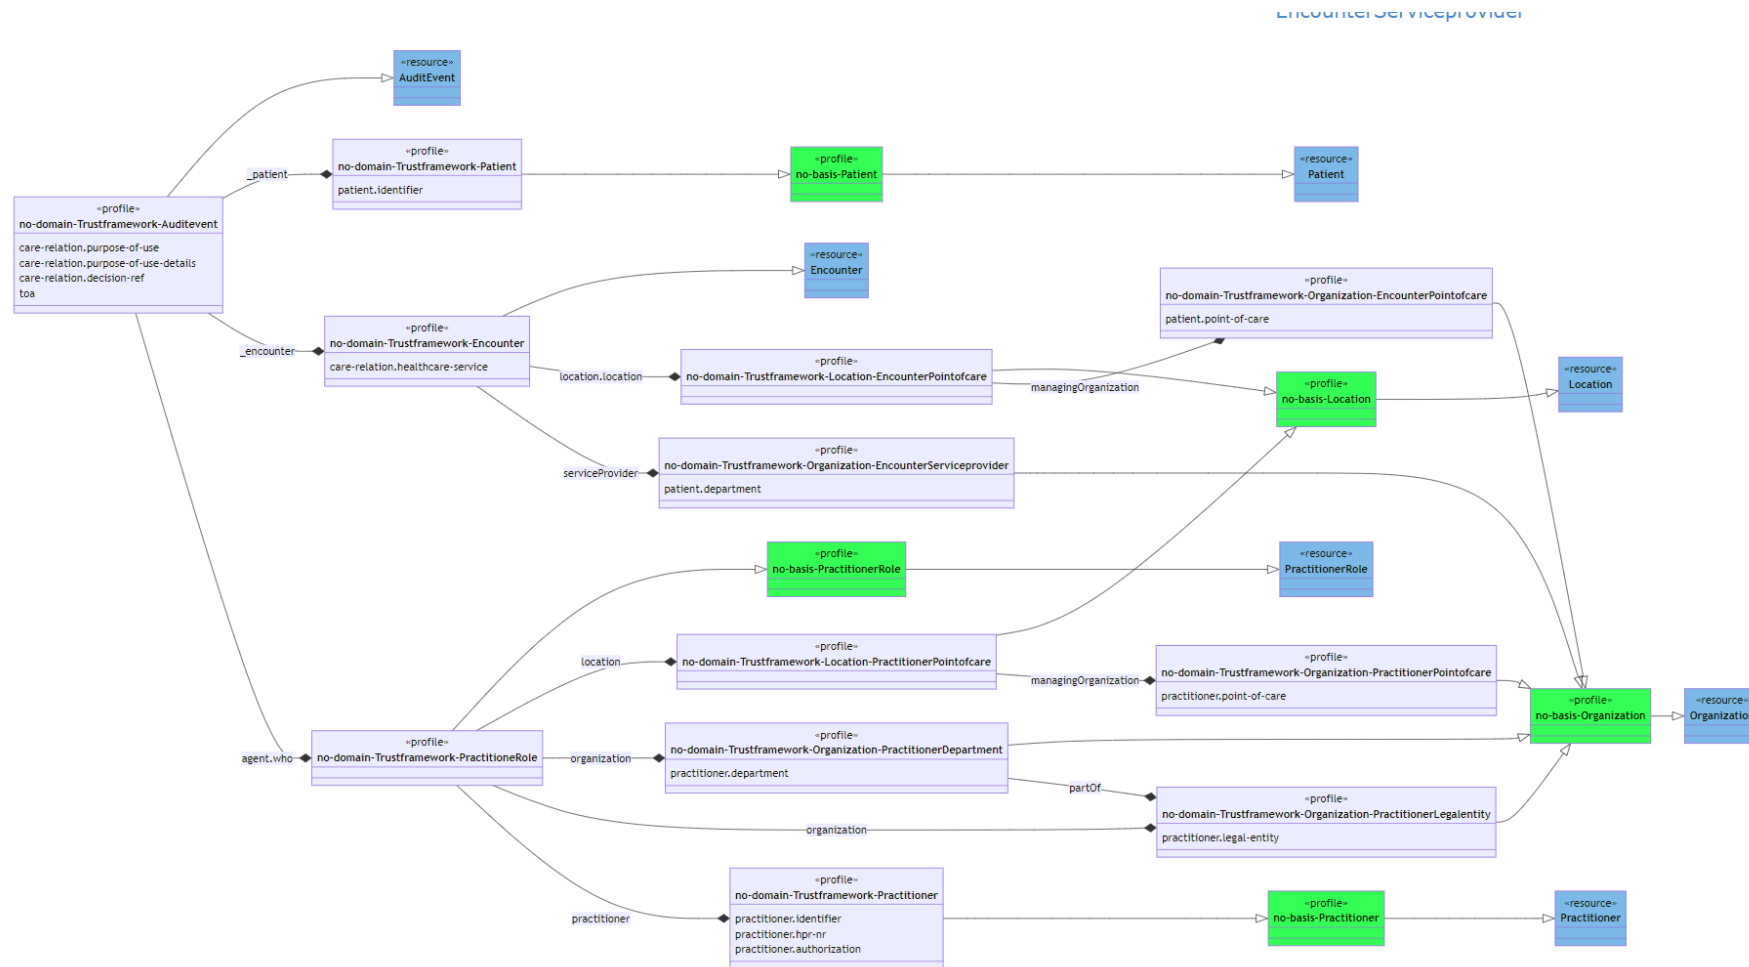 EncounterServiceprovider
«resource»
AuditEvent
«profile»
no-domain-Trustframework-Patient
patient.identifier
_patient
«profile»
no-basis-Patient
«resource»
Patient
«profile»
no-domain-Trustframework-Auditevent
care-relation.purpose-of-use
care-relation.purpose-of-use-details
care-relation.decision-ref
toa
«resource»
Encounter
«profile»
no-domain-Trustframework-Organization-EncounterPointofcare
patient.point-of-care
_encounter
«profile»
no-domain-Trustframework-Encounter
care-relation.healthcare-service
location.location
«profile»
no-domain-Trustframework-Location-EncounterPointofcare
managingOrganization
«profile»
no-basis-Location
«resource»
Location
serviceProvider
«profile»
no-domain-Trustframework-Organization-EncounterServiceprovider
patient.department
«profile»
no-basis-PractitionerRole
«resource»
PractitionerRole
location
«profile»
no-domain-Trustframework-Location-PractitionerPointofcare
managingOrganization
«profile»
no-domain-Trustframework-Organization-PractitionerPointofcare
practitioner.point-of-care
«profile»
no-basis-Organization
«resource»
Organizatio
agent.who
«profile»
no-domain-Trustframework-PractitioneRole
organization
«profile»
no-domain-Trustframework-Organization-PractitionerDepartment
practitioner.department
partOf
«profile»
no-domain-Trustframework-Organization-PractitionerLegalentity
practitioner.legal-entity
organization
practitioner
«profile»
no-domain-Trustframework-Practitioner
practitioner.identifier
practitioner.hpr-nr
practitioner.authorization
«profile»
no-basis-Practitioner
«resource»
Practitioner